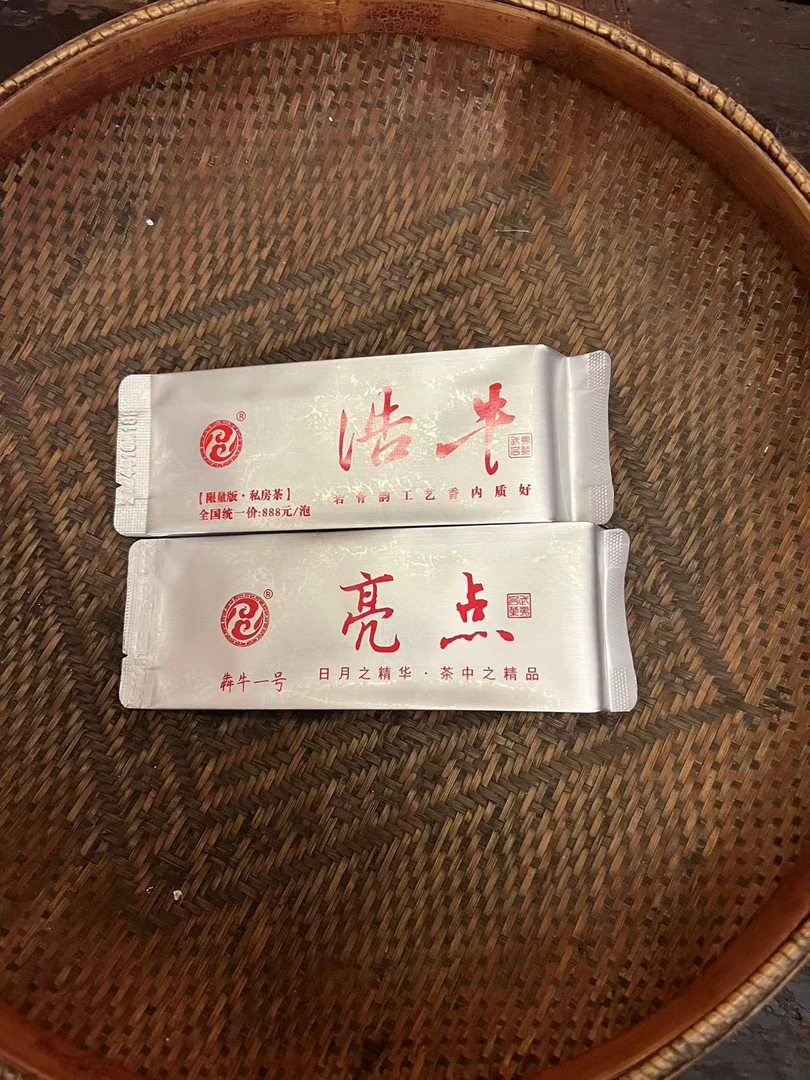 浩牛
®
【限量版·私房茶】
岩骨韵工艺香内质好
全国统一价:888元/泡
亮点
®
犇牛一号
日月之精华·茶中之精品